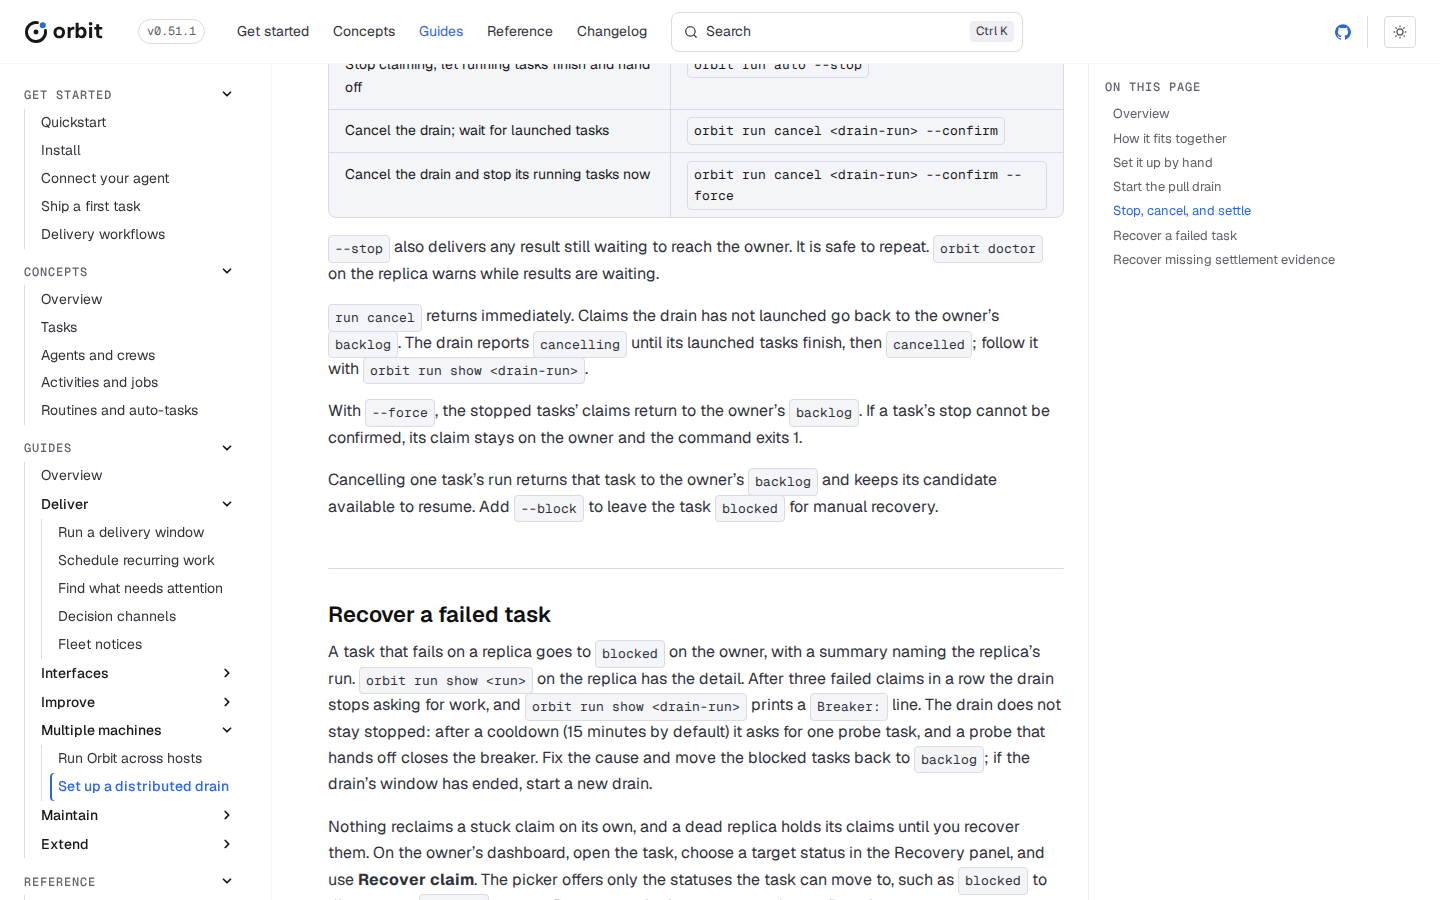 orbit
v0.51.1
Get started
Concepts
Guides
Reference
Changelog
Search
Ctrl K
GET STARTED
Quickstart
Install
Connect your agent
Ship a first task
Delivery workflows
CONCEPTS
Overview
Tasks
Agents and crews
Activities and jobs
Routines and auto-tasks
GUIDES
Overview
Deliver
Run a delivery window
Schedule recurring work
Find what needs attention
Decision channels
Fleet notices
Interfaces
Improve
Multiple machines
Run Orbit across hosts
Set up a distributed drain
Maintain
Extend
REFERENCE
Stop claiming, let running tasks finish and hand
off
orbit run auto --stop
Cancel the drain; wait for launched tasks
orbit run cancel <drain-run> --confirm
Cancel the drain and stop its running tasks now
orbit run cancel <drain-run> --confirm --
force
--stop also delivers any result still waiting to reach the owner. It is safe to repeat. orbit doctor
on the replica warns while results are waiting.
run cancel returns immediately. Claims the drain has not launched go back to the owner’s
backlog. The drain reports cancelling until its launched tasks finish, then cancelled; follow it
with orbit run show <drain-run>.
With --force, the stopped tasks’ claims return to the owner’s backlog. If a task’s stop cannot be
confirmed, its claim stays on the owner and the command exits 1.
Cancelling one task’s run returns that task to the owner’s backlog and keeps its candidate
available to resume. Add --block to leave the task blocked for manual recovery.
Recover a failed task
A task that fails on a replica goes to blocked on the owner, with a summary naming the replica’s
run. orbit run show <run> on the replica has the detail. After three failed claims in a row the drain
stops asking for work, and orbit run show <drain-run> prints a Breaker: line. The drain does not
stay stopped: after a cooldown (15 minutes by default) it asks for one probe task, and a probe that
hands off closes the breaker. Fix the cause and move the blocked tasks back to backlog; if the
drain’s window has ended, start a new drain.
Nothing reclaims a stuck claim on its own, and a dead replica holds its claims until you recover
them. On the owner’s dashboard, open the task, choose a target status in the Recovery panel, and
use Recover claim. The picker offers only the statuses the task can move to, such as blocked to
ON THIS PAGE
Overview
How it fits together
Set it up by hand
Start the pull drain
Stop, cancel, and settle
Recover a failed task
Recover missing settlement evidence